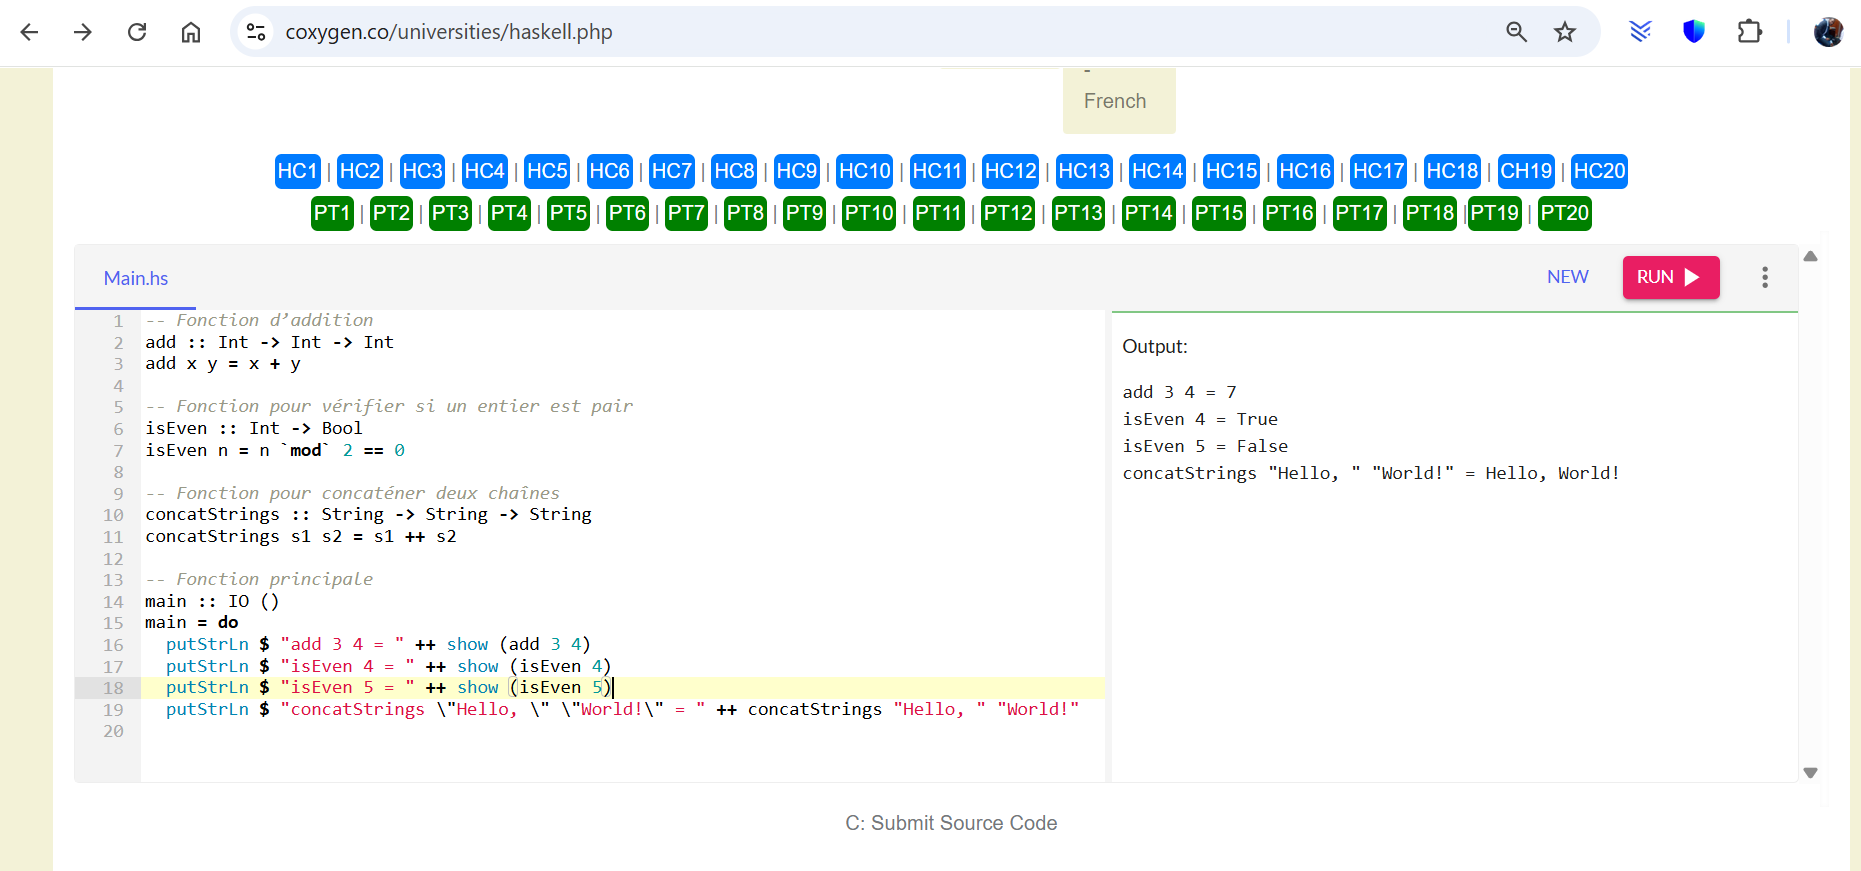 coxygen.co/universities/haskell.php
-
French
HC1 | HC2 | HC3 | HC4 | HC5 | HC6 | HC7 | HC8 | HC9 | HC10 | HC11 | HC12 | HC13 | HC14 | HC15 | HC16 | HC17 | HC18 | CH19 | HC20
PT1 | PT2 | PT3 | PT4 | PT5 | PT6 | PT7 | PT8 | PT9 | PT10 | PT11 | PT12 | PT13 | PT14 | PT15 | PT16 | PT17 | PT18 |PT19 | PT20
Main.hs
NEW
RUN
1 -- Fonction d’addition
2 add :: Int -> Int -> Int
3 add x y = x + y
4
5 -- Fonction pour vérifier si un entier est pair
6 isEven :: Int -> Bool
7 isEven n = n `mod` 2 == 0
8
9 -- Fonction pour concaténer deux chaînes
10 concatStrings :: String -> String -> String
11 concatStrings s1 s2 = s1 ++ s2
12
13 -- Fonction principale
14 main :: IO ()
15 main = do
16   putStrLn $ "add 3 4 = " ++ show (add 3 4)
17   putStrLn $ "isEven 4 = " ++ show (isEven 4)
18   putStrLn $ "isEven 5 = " ++ show (isEven 5)
19   putStrLn $ "concatStrings \"Hello, \" \"World!\" = " ++ concatStrings "Hello, " "World!"
20
Output:
add 3 4 = 7
isEven 4 = True
isEven 5 = False
concatStrings "Hello, " "World!" = Hello, World!
C: Submit Source Code